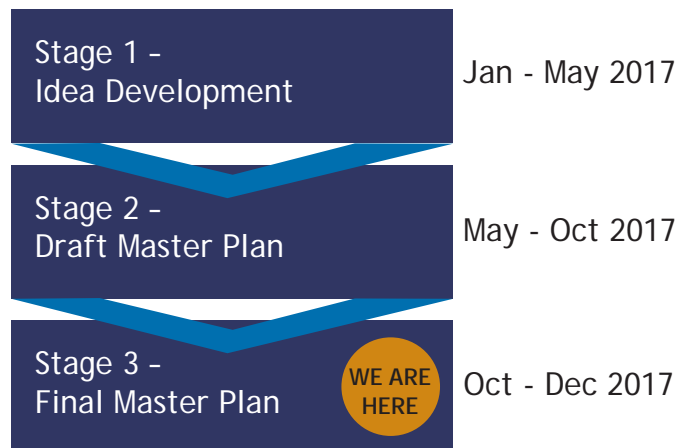 Stage 1 –
Idea Development
Jan - May 2017
Stage 2 –
Draft Master Plan
May - Oct 2017
Stage 3 –
Final Master Plan
WE ARE
HERE
Oct - Dec 2017